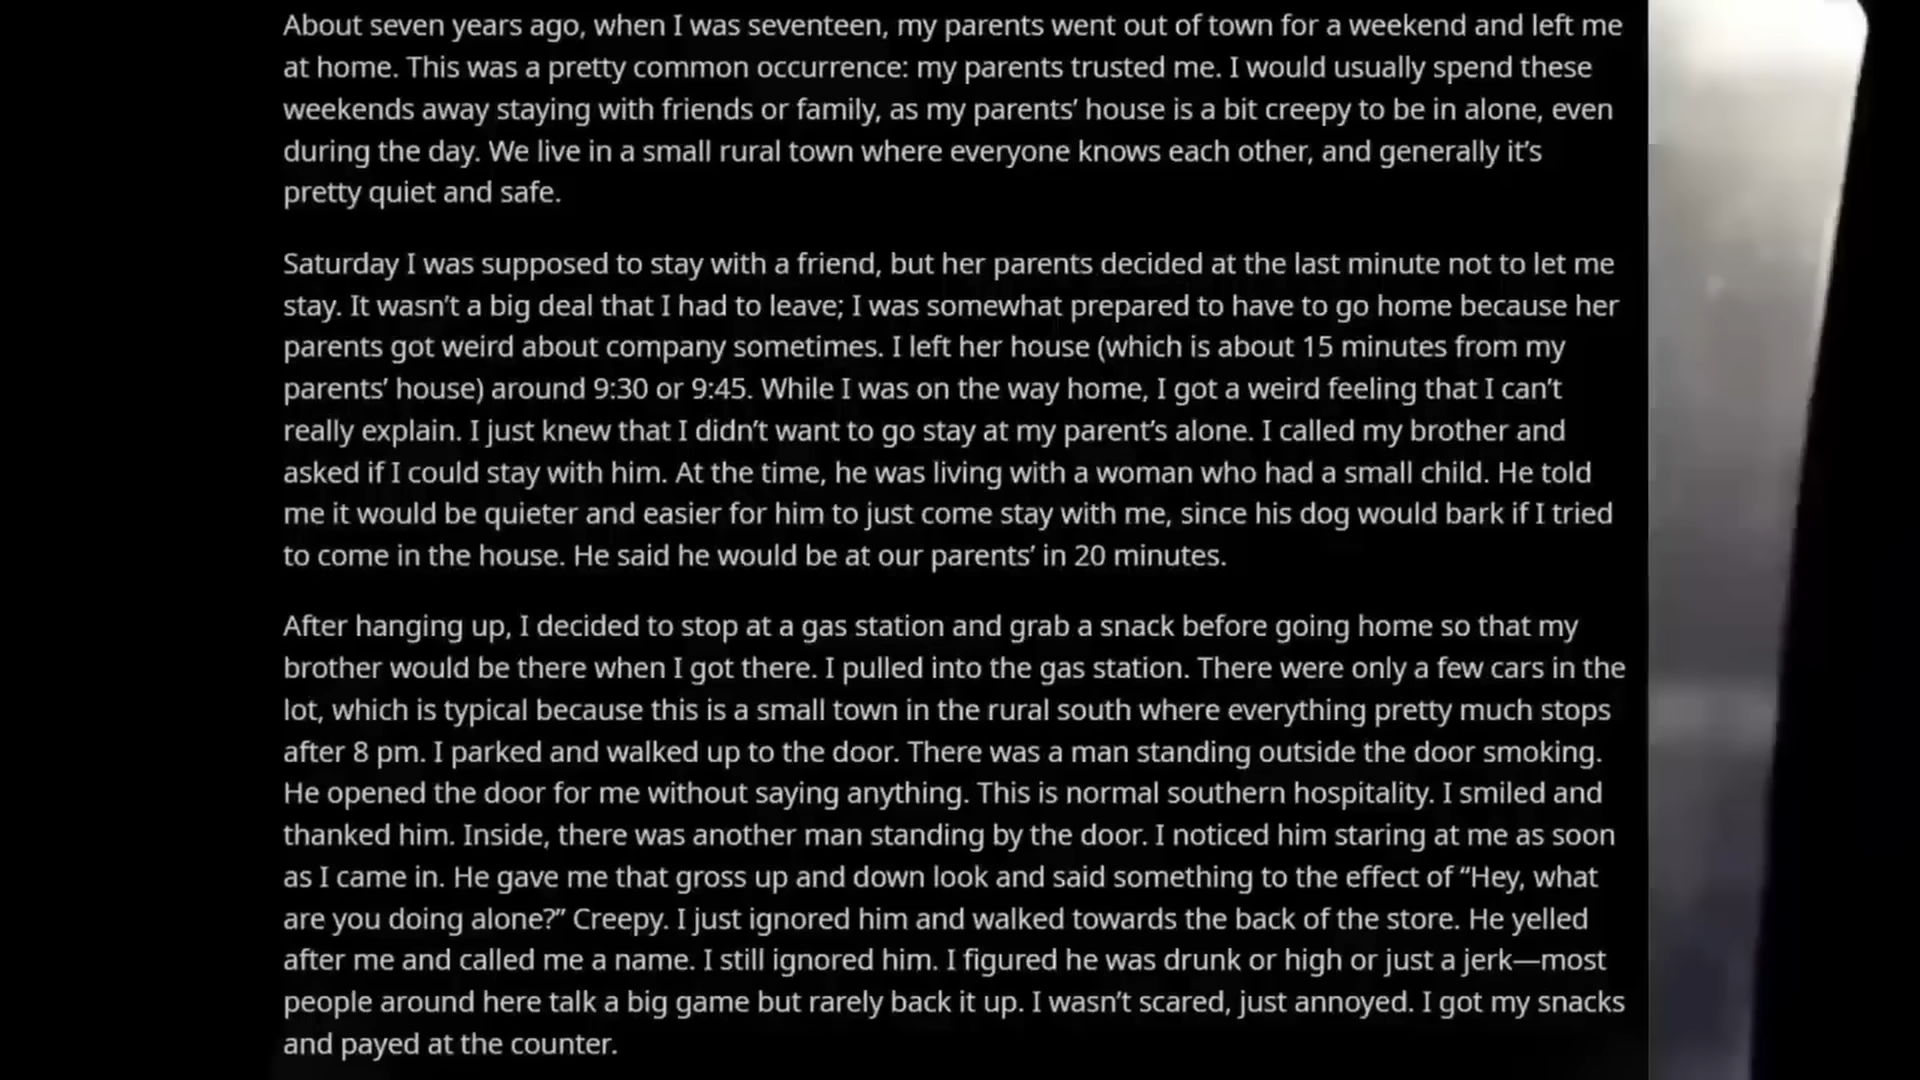 About seven years ago, when I was seventeen, my parents went out of town for a weekend and left me
at home. This was a pretty common occurrence: my parents trusted me. I would usually spend these
weekends away staying with friends or family, as my parents’ house is a bit creepy to be in alone, even
during the day. We live in a small rural town where everyone knows each other, and generally it’s
pretty quiet and safe.
Saturday I was supposed to stay with a friend, but her parents decided at the last minute not to let me
stay. It wasn’t a big deal that I had to leave; I was somewhat prepared to have to go home because her
parents got weird about company sometimes. I left her house (which is about 15 minutes from my
parents’ house) around 9:30 or 9:45. While I was on the way home, I got a weird feeling that I can’t
really explain. I just knew that I didn’t want to go stay at my parent’s alone. I called my brother and
asked if I could stay with him. At the time, he was living with a woman who had a small child. He told
me it would be quieter and easier for him to just come stay with me, since his dog would bark if I tried
to come in the house. He said he would be at our parents’ in 20 minutes.
After hanging up, I decided to stop at a gas station and grab a snack before going home so that my
brother would be there when I got there. I pulled into the gas station. There were only a few cars in the
lot, which is typical because this is a small town in the rural south where everything pretty much stops
after 8 pm. I parked and walked up to the door. There was a man standing outside the door smoking.
He opened the door for me without saying anything. This is normal southern hospitality. I smiled and
thanked him. Inside, there was another man standing by the door. I noticed him staring at me as soon
as I came in. He gave me that gross up and down look and said something to the effect of “Hey, what
are you doing alone?” Creepy. I just ignored him and walked towards the back of the store. He yelled
after me and called me a name. I still ignored him. I figured he was drunk or high or just a jerk—most
people around here talk a big game but rarely back it up. I wasn’t scared, just annoyed. I got my snacks
and payed at the counter.